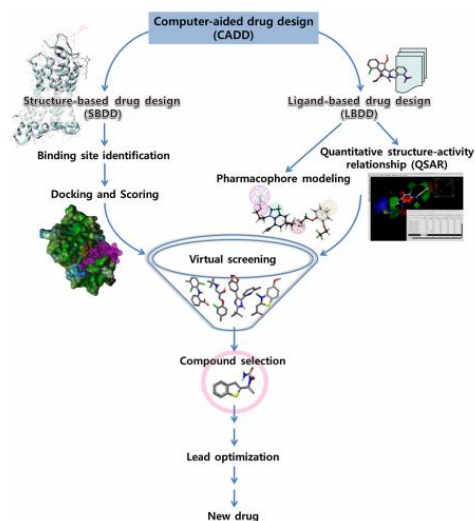 Computer-aided drug design
(CADD)
Structure-based drug design
(SBDD)
Ligand-based drug design
(LBDD)
Binding site identification
Quantitative structure-activity
relationship (QSAR)
Pharmacophore modeling
Docking and Scoring
Virtual screening
Compound selection
Lead optimization
New drug